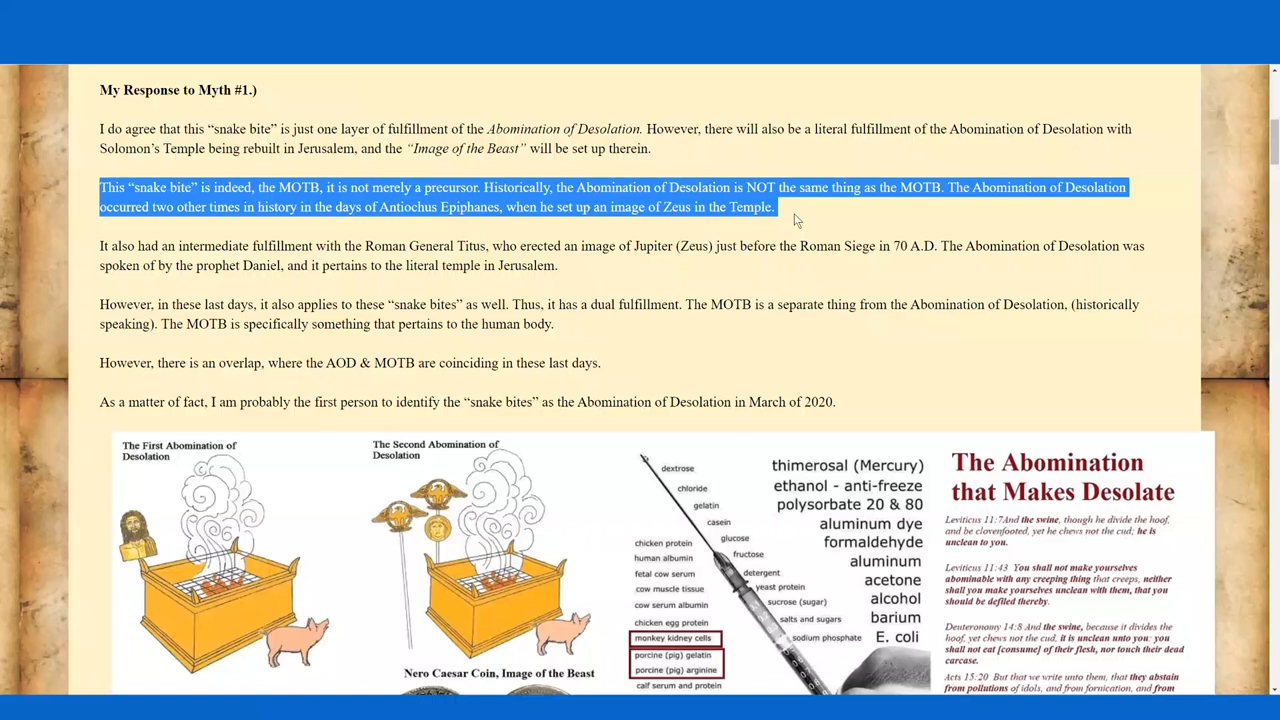 My Response to Myth #1.)
I do agree that this “snake bite” is just one layer of fulfillment of the Abomination of Desolation. However, there will also be a literal fulfillment of the Abomination of Desolation with
Solomon’s Temple being rebuilt in Jerusalem, and the “Image of the Beast” will be set up therein.
This “snake bite” is indeed, the MOTB, it is not merely a precursor. Historically, the Abomination of Desolation is NOT the same thing as the MOTB. The Abomination of Desolation
occurred two other times in history in the days of Antiochus Epiphanes, when he set up an image of Zeus in the Temple.
It also had an intermediate fulfillment with the Roman General Titus, who erected an image of Jupiter (Zeus) just before the Roman Siege in 70 A.D. The Abomination of Desolation was
spoken of by the prophet Daniel, and it pertains to the literal temple in Jerusalem.
However, in these last days, it also applies to these “snake bites” as well. Thus, it has a dual fulfillment. The MOTB is a separate thing from the Abomination of Desolation, (historically
speaking). The MOTB is specifically something that pertains to the human body.
However, there is an overlap, where the AOD & MOTB are coinciding in these last days.
As a matter of fact, I am probably the first person to identify the “snake bites” as the Abomination of Desolation in March of 2020.
The First Abomination of
Desolation
The Second Abomination of
Desolation
Nero Caesar Coin, Image of the Beast
dextrose
chloride
gelatin
casein
glucose
fructose
detergent
yeast protein
sucrose (sugar)
salts and sugars
sodium phosphate
chicken protein
human albumin
fetal cow serum
cow muscle tissue
cow serum albumin
chicken egg protein
monkey kidney cells
porcine (pig) gelatin
porcine (pig) arginine
calf serum and protein
thimerosal (Mercury)
ethanol - anti-freeze
polysorbate 20 & 80
aluminum dye
formaldehyde
aluminum
acetone
alcohol
barium
E. coli
The Abomination
that Makes Desolate
Leviticus 11:7And the swine, though he divide the hoof,
and be clovenfooted, yet he chews not the cud; he is
unclean to you.
Leviticus 11:43 You shall not make yourselves
abominable with any creeping thing that creeps, neither
shall you make yourselves unclean with them, that you
should be defiled thereby.
Deuteronomy 14:8 And the swine, because it divides the
hoof, yet chews not the cud, it is unclean unto you: you
shall not eat [consume] of their flesh, nor touch their dead
carcase.
Acts 15:20 But that we write unto them, that they abstain
from pollutions of idols, and from fornication, and from